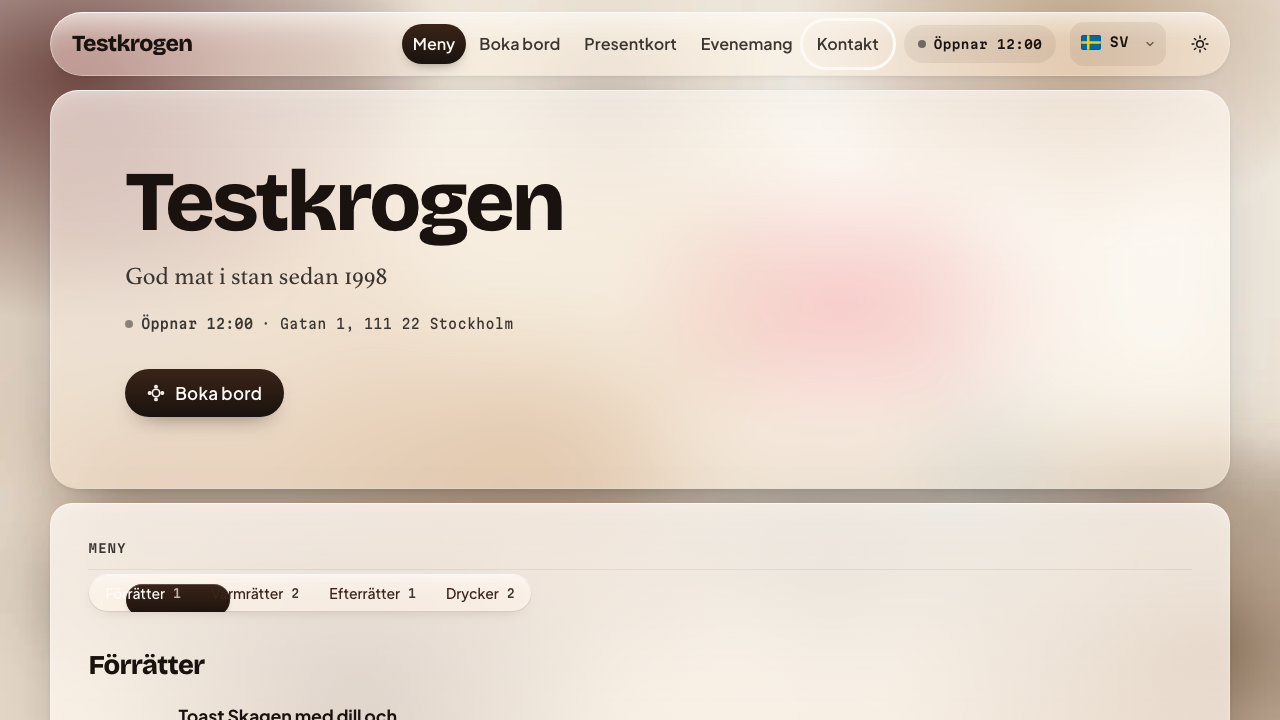 Testkrogen
Meny Boka bord Presentkort Evenemang Kontakt Öppnar 12:00 SV
Testkrogen
God mat i stan sedan 1998
Öppnar 12:00 · Gatan 1, 111 22 Stockholm
Boka bord
MENY
Förrätter 1 Varmrätter 2 Efterrätter 1 Drycker 2
Förrätter
Toast Skagen med dill och